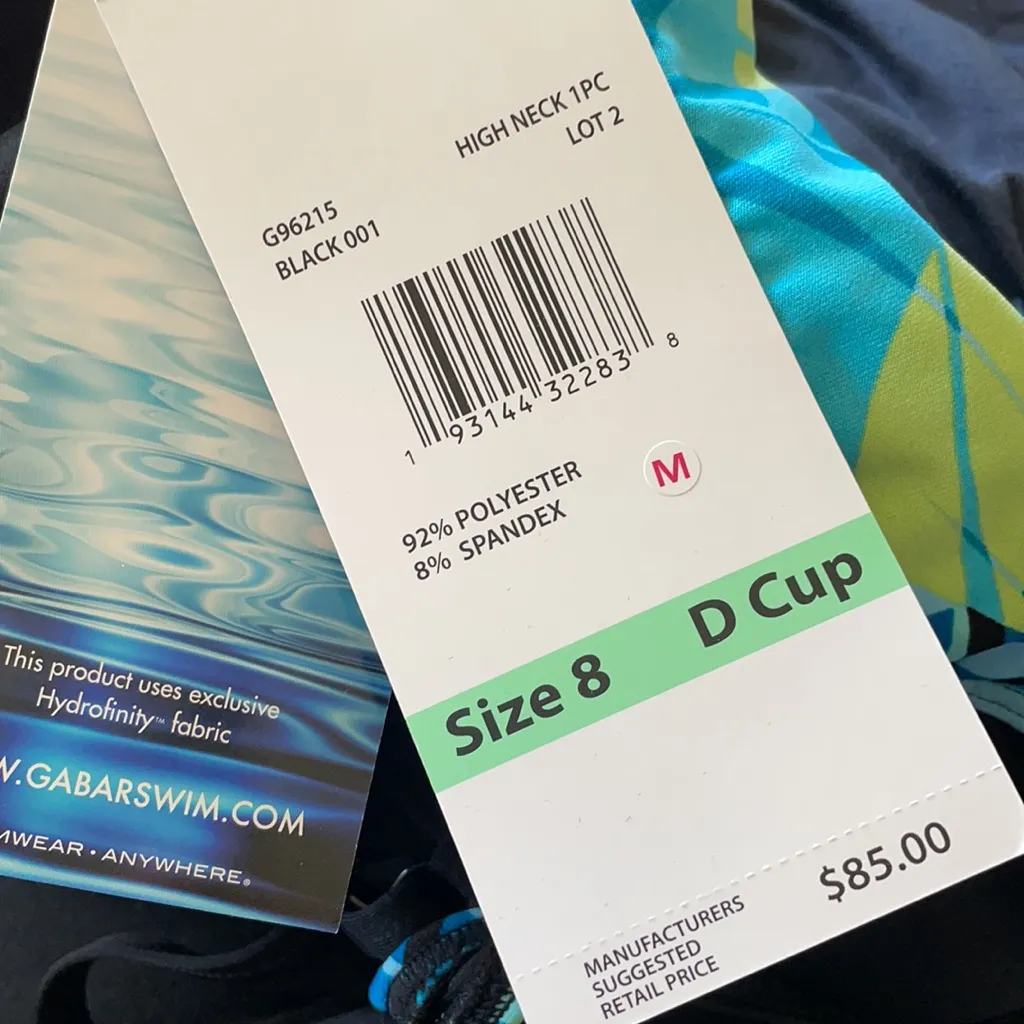 HIGH NECK 1PC
LOT 2
G96215
BLACK 001
1 93144 32283 8
92% POLYESTER
8% SPANDEX
M
Size 8 D Cup
$85.00
MANUFACTURERS
SUGGESTED
RETAIL PRICE
This product uses exclusive
Hydrofinity™ fabric
.GABARSWIM.COM
• ANYWHERE.®